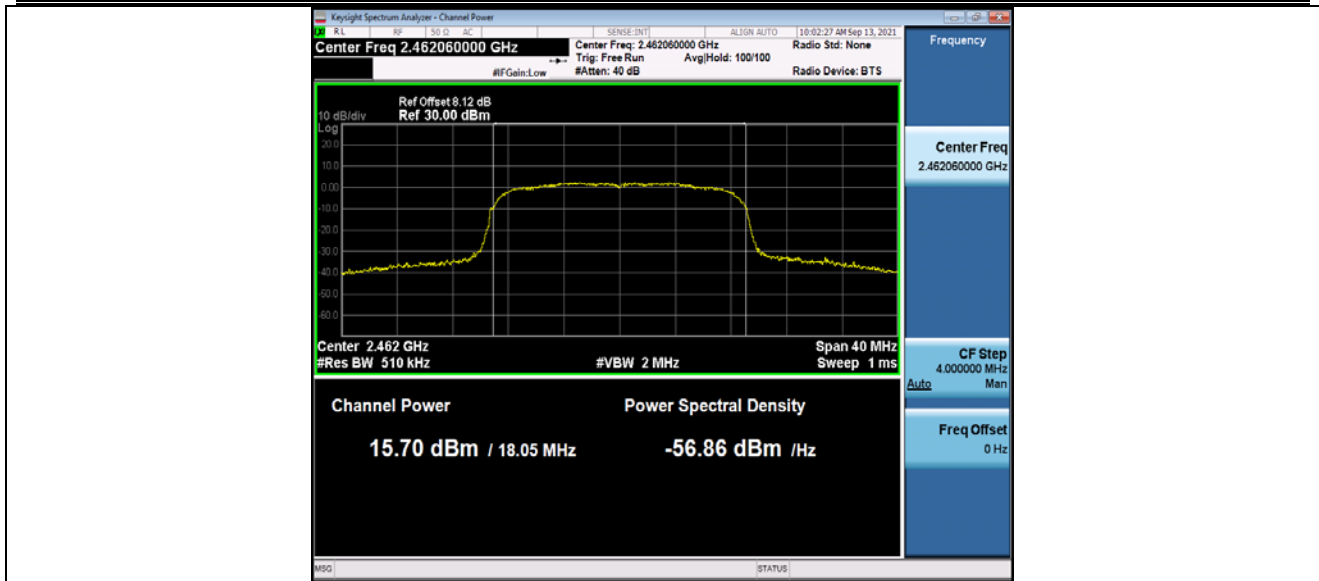 Keysight Spectrum Analyzer - Channel Power
RL RF 50 Ω AC SENSE:INT ALIGN AUTO 10:02:27 AM Sep 13, 2021
Center Freq 2.462060000 GHz
Center Freq: 2.462060000 GHz Radio Std: None
Trig: Free Run Avg|Hold: 100/100
#IFGain:Low #Atten: 40 dB Radio Device: BTS
Ref Offset 8.12 dB
10 dB/div Ref 30.00 dBm
Log
20.0
10.0
0.00
-10.0
-20.0
-30.0
-40.0
-50.0
-60.0
Center 2.462 GHz Span 40 MHz
#Res BW 510 kHz #VBW 2 MHz Sweep 1 ms
Channel Power Power Spectral Density
15.70 dBm / 18.05 MHz -56.86 dBm /Hz
MSG STATUS
Frequency
Center Freq
2.462060000 GHz
CF Step
4.000000 MHz
Auto Man
Freq Offset
0 Hz